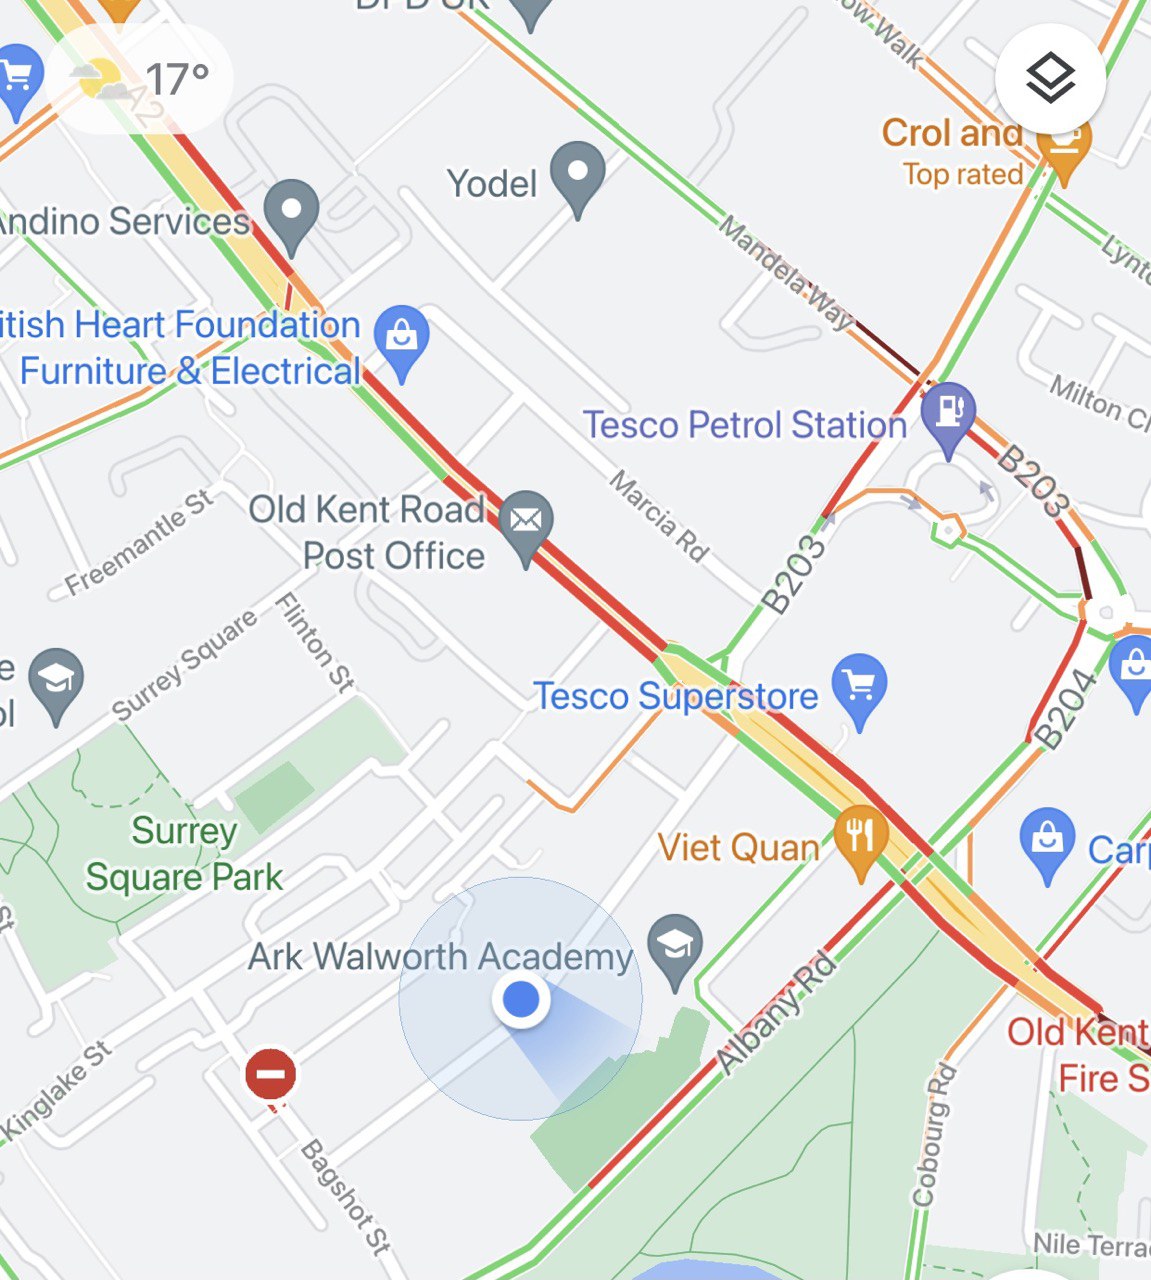 DPD UK
ow Walk
17°
A2
Crol and
Top rated
Yodel
Andino Services
Mandela Way
Lynto
itish Heart Foundation
Furniture & Electrical
Milton Cl
Tesco Petrol Station
B203
Marcia Rd
Old Kent Road
Post Office
Freemantle St
B203
Flinton St
Surrey Square
e
ol
Tesco Superstore
B204
Surrey
Square Park
Viet Quan
Carp
St
Ark Walworth Academy
Albany Rd
Old Kent
Fire S
Kinglake St
Cobourg Rd
Bagshot St
Nile Terra